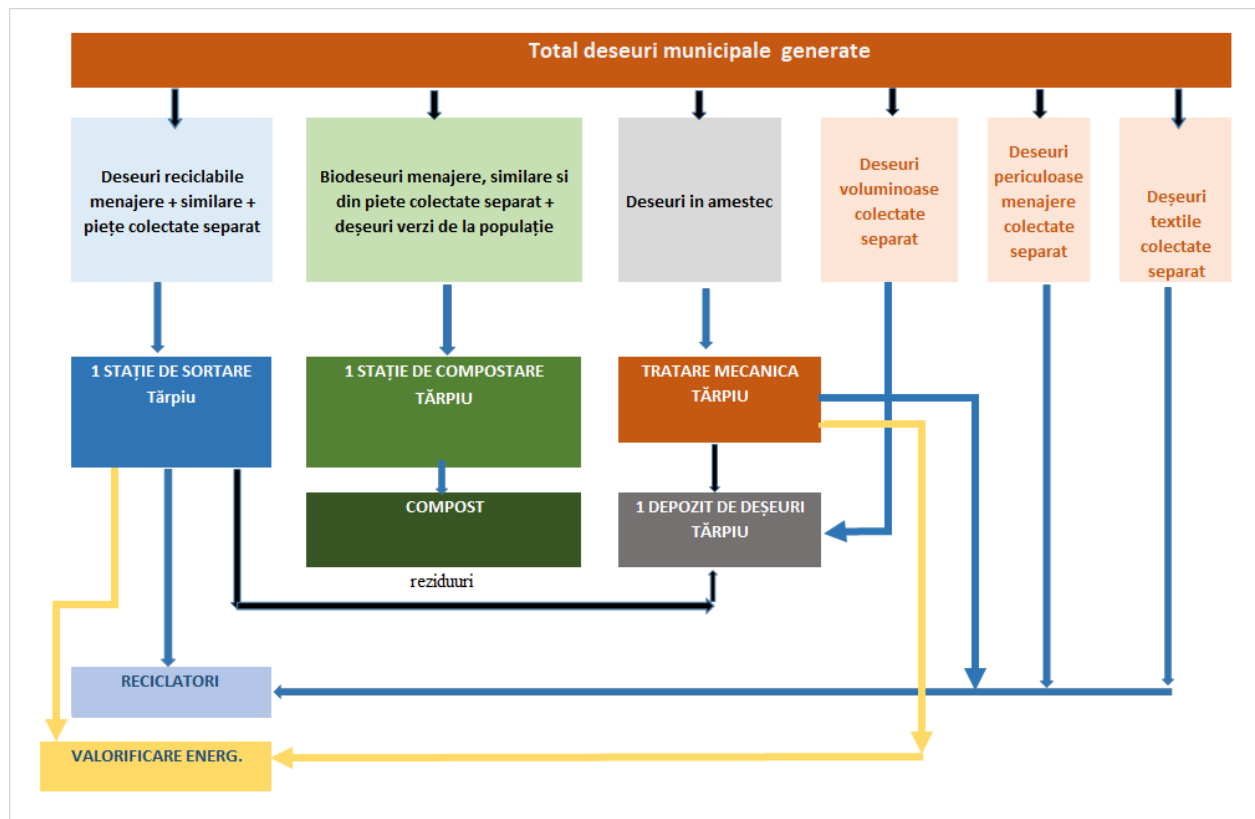 Total deseuri municipale  generate
Deseuri reciclabile
menajere + similare +
piețe colectate separat
Biodeseuri menajere, similare si
din piete colectate separat +
deșeuri verzi de la populație
Deseuri in amestec
Deseuri
voluminoase
colectate
separat
Deseuri
periculoase
menajere
colectate
separat
Deșeuri
textile
colectate
separat
1 STAȚIE DE SORTARE
Tărpiu
1 STAȚIE DE COMPOSTARE
TĂRPIU
TRATARE MECANICA
TĂRPIU
COMPOST
1 DEPOZIT DE DEȘEURI
TĂRPIU
reziduuri
RECICLATORI
VALORIFICARE ENERG.